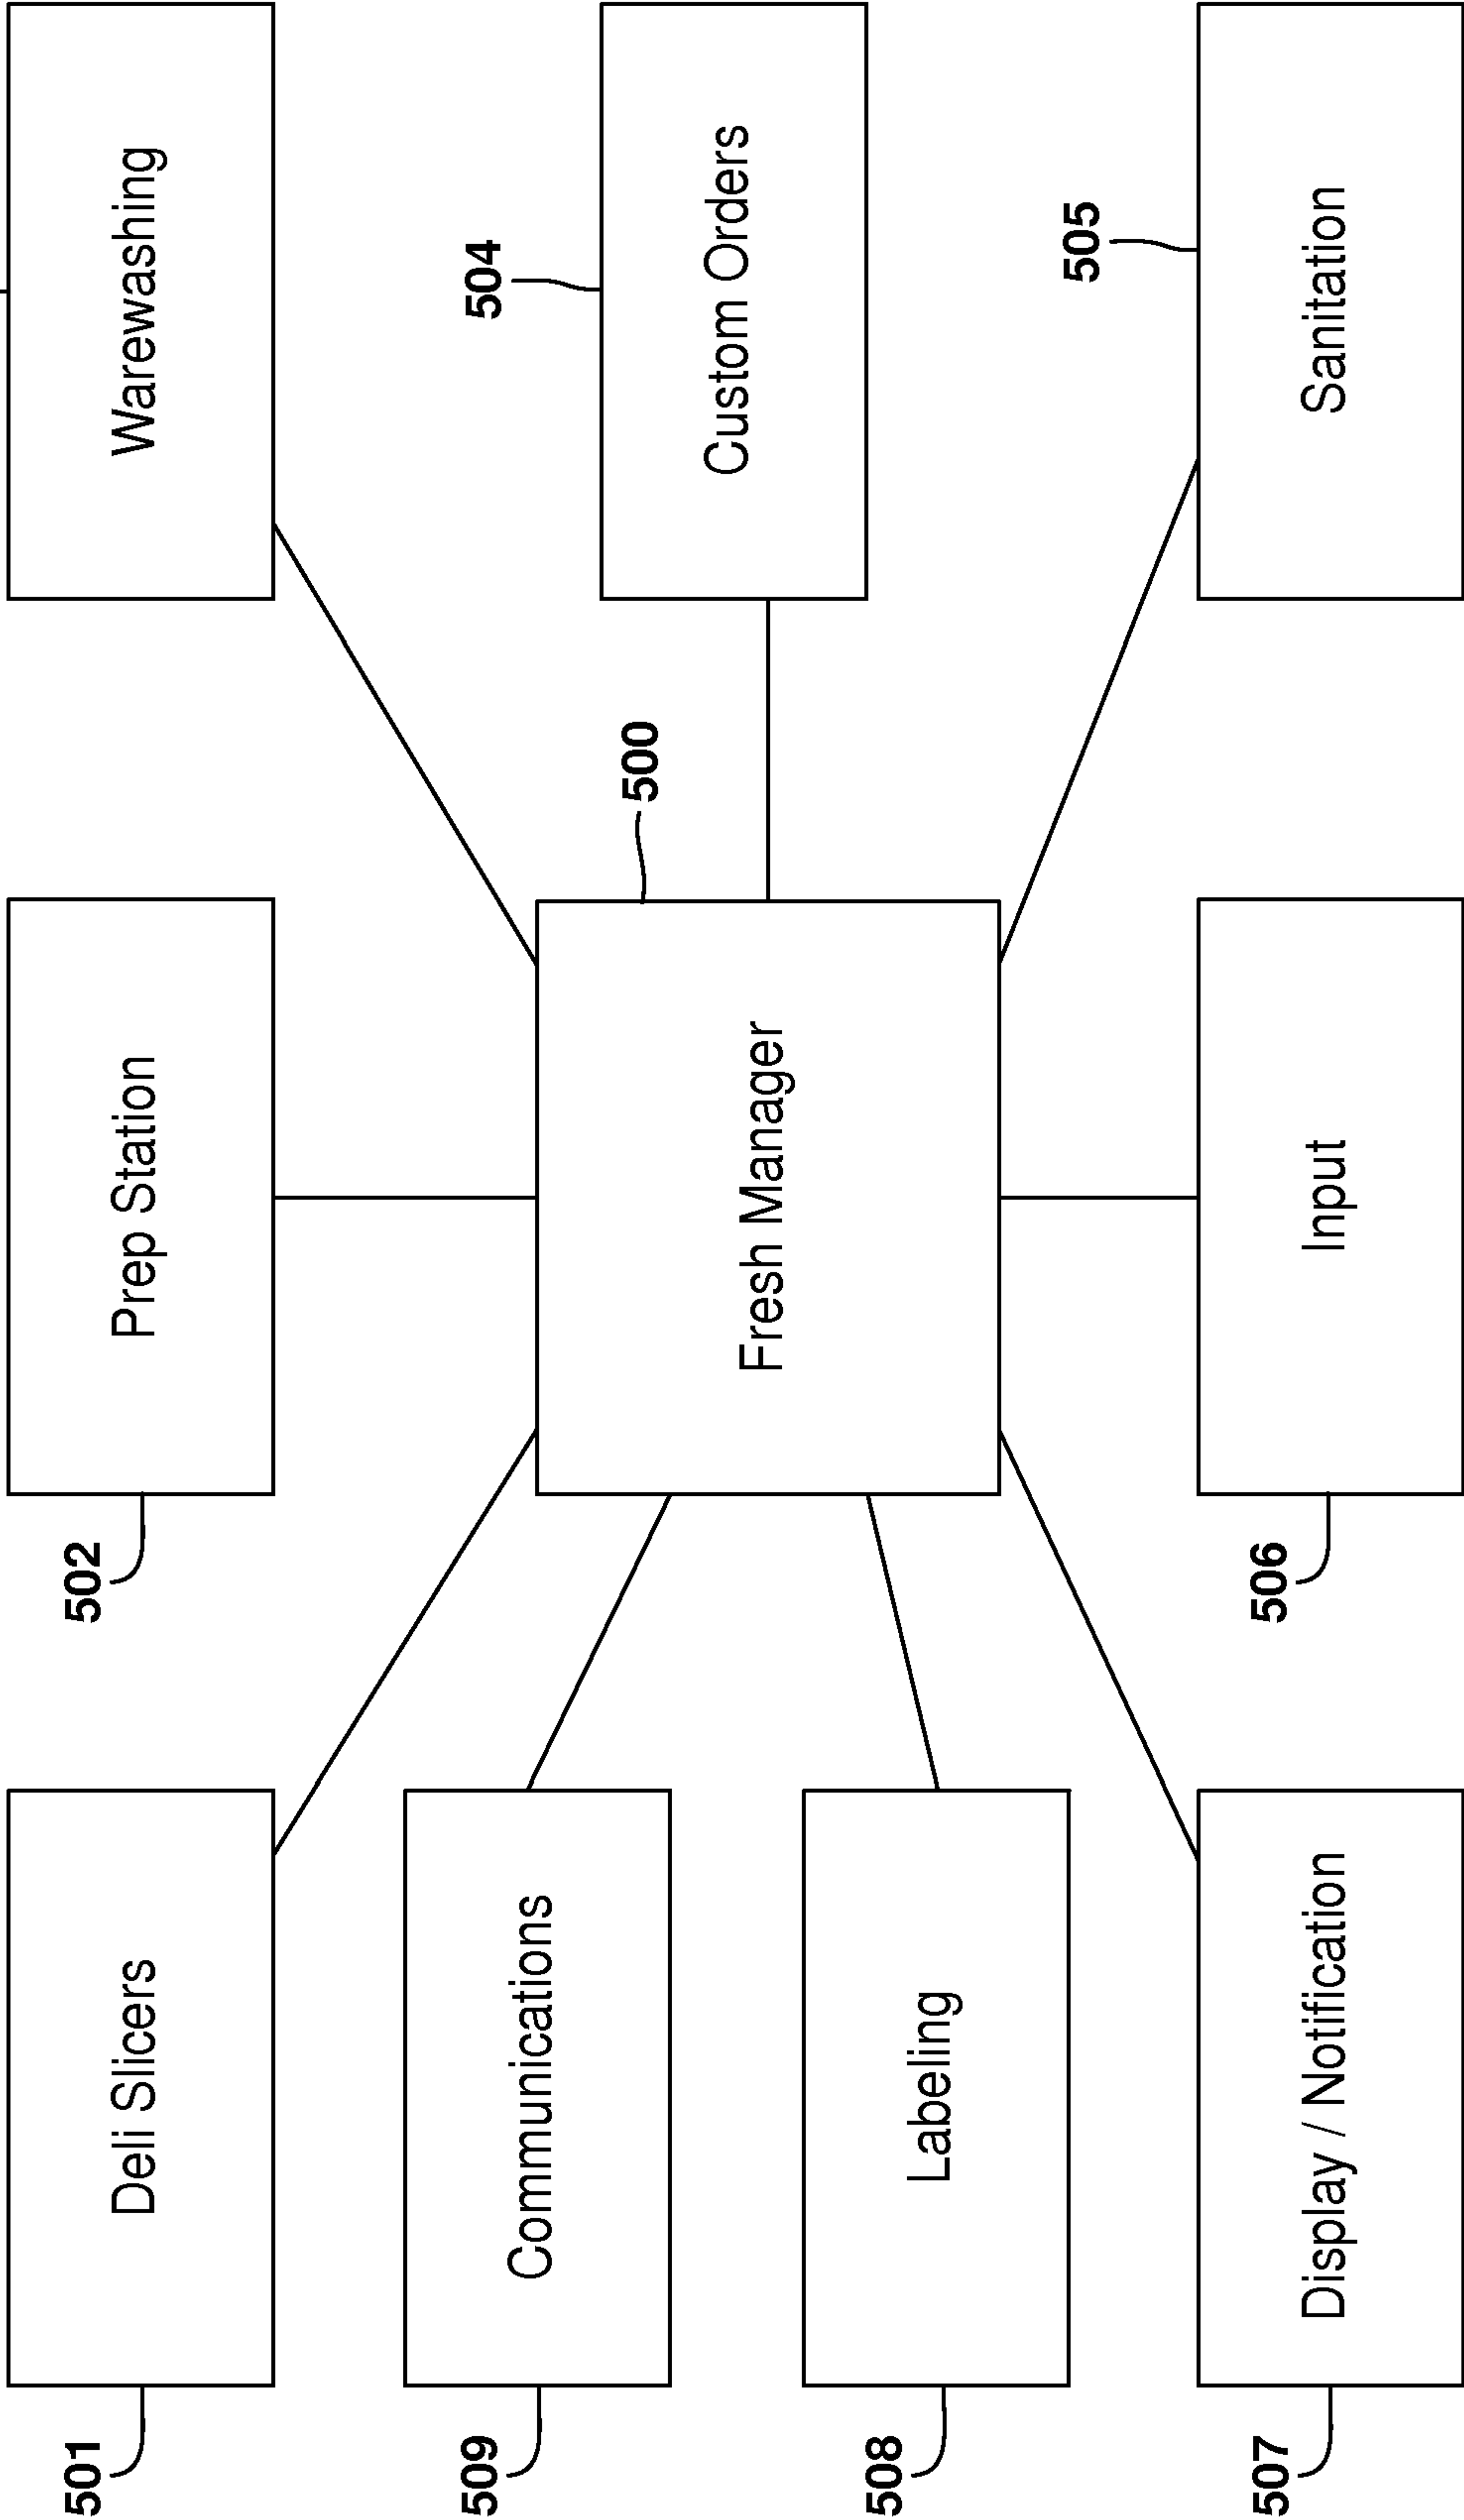 501
Deli Slicers
502
Prep Station
Warewashing
509
Communications
500
Fresh Manager
504
Custom Orders
508
Labeling
505
507
Display / Notification
506
Input
Sanitation